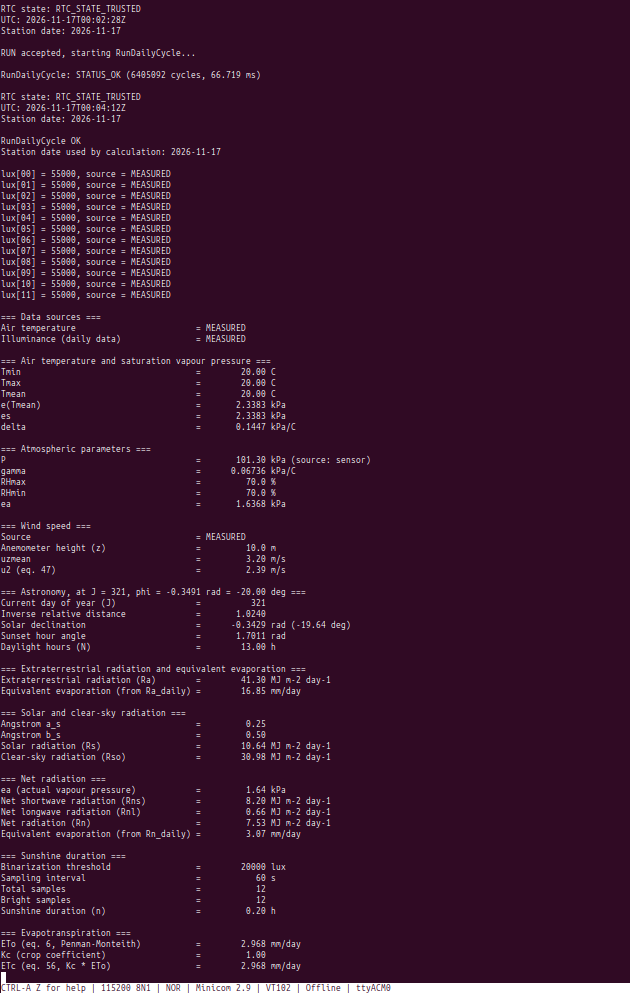 RTC state: RTC_STATE_TRUSTED
UTC: 2026-11-17T00:02:28Z
Station date: 2026-11-17
RUN accepted, starting RunDailyCycle...
RunDailyCycle: STATUS_OK (6405092 cycles, 66.719 ms)
RTC state: RTC_STATE_TRUSTED
UTC: 2026-11-17T00:04:12Z
Station date: 2026-11-17
RunDailyCycle OK
Station date used by calculation: 2026-11-17
lux[00] = 55000, source = MEASURED
lux[01] = 55000, source = MEASURED
lux[02] = 55000, source = MEASURED
lux[03] = 55000, source = MEASURED
lux[04] = 55000, source = MEASURED
lux[05] = 55000, source = MEASURED
lux[06] = 55000, source = MEASURED
lux[07] = 55000, source = MEASURED
lux[08] = 55000, source = MEASURED
lux[09] = 55000, source = MEASURED
lux[10] = 55000, source = MEASURED
lux[11] = 55000, source = MEASURED
=== Data sources ===
Air temperature = MEASURED
Illuminance (daily data) = MEASURED
=== Air temperature and saturation vapour pressure ===
Tmin = 20.00 C
Tmax = 20.00 C
Tmean = 20.00 C
e(Tmean) = 2.3383 kPa
es = 2.3383 kPa
delta = 0.1447 kPa/C
=== Atmospheric parameters ===
P = 101.30 kPa (source: sensor)
gamma = 0.06736 kPa/C
RHmax = 70.0 %
RHmin = 70.0 %
ea = 1.6368 kPa
=== Wind speed ===
Source = MEASURED
Anemometer height (z) = 10.0 m
uzmean = 3.20 m/s
u2 (eq. 47) = 2.39 m/s
=== Astronomy, at J = 321, phi = -0.3491 rad = -20.00 deg ===
Current day of year (J) = 321
Inverse relative distance = 1.0240
Solar declination = -0.3429 rad (-19.64 deg)
Sunset hour angle = 1.7011 rad
Daylight hours (N) = 13.00 h
=== Extraterrestrial radiation and equivalent evaporation ===
Extraterrestrial radiation (Ra) = 41.30 MJ m-2 day-1
Equivalent evaporation (from Ra_daily) = 16.85 mm/day
=== Solar and clear-sky radiation ===
Angstrom a_s = 0.25
Angstrom b_s = 0.50
Solar radiation (Rs) = 10.64 MJ m-2 day-1
Clear-sky radiation (Rso) = 30.98 MJ m-2 day-1
=== Net radiation ===
ea (actual vapour pressure) = 1.64 kPa
Net shortwave radiation (Rns) = 8.20 MJ m-2 day-1
Net longwave radiation (Rnl) = 0.66 MJ m-2 day-1
Net radiation (Rn) = 7.53 MJ m-2 day-1
Equivalent evaporation (from Rn_daily) = 3.07 mm/day
=== Sunshine duration ===
Binarization threshold = 20000 lux
Sampling interval = 60 s
Total samples = 12
Bright samples = 12
Sunshine duration (n) = 0.20 h
=== Evapotranspiration ===
ETo (eq. 6, Penman-Monteith) = 2.968 mm/day
Kc (crop coefficient) = 1.00
ETc (eq. 56, Kc * ETo) = 2.968 mm/day
CTRL-A Z for help | 115200 8N1 | NOR | Minicom 2.9 | VT102 | Offline | ttyACM0